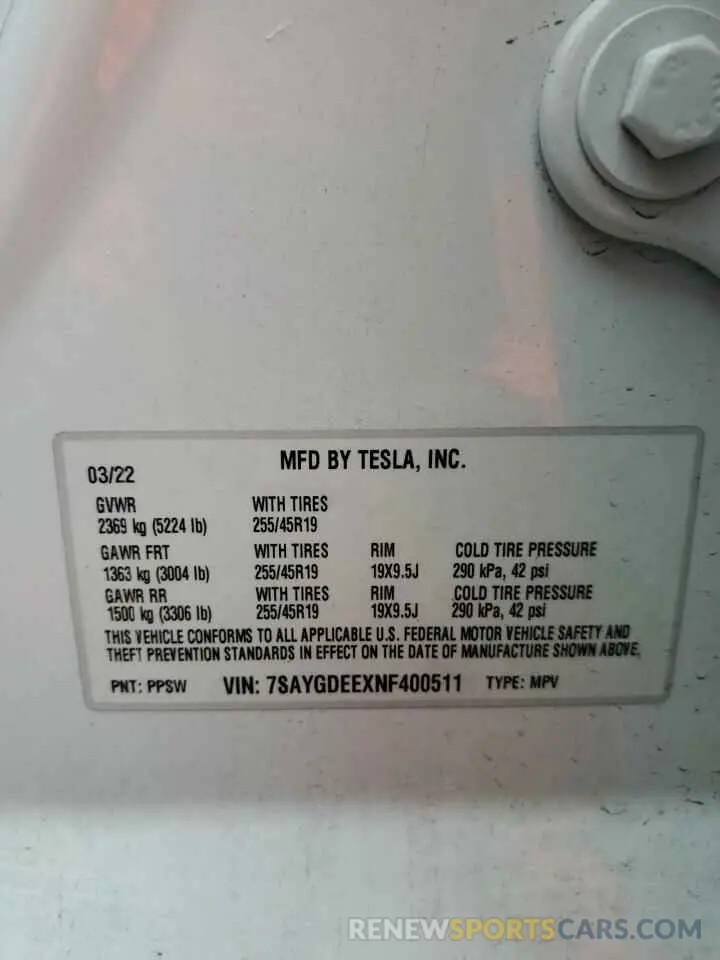 MFD BY TESLA, INC.
03/22
GVWR WITH TIRES
2369 kg (5224 lb) 255/45R19
GAWR FRT WITH TIRES RIM COLD TIRE PRESSURE
1363 kg (3004 lb) 255/45R19 19X9.5J 290 kPa, 42 psi
GAWR RR WITH TIRES RIM COLD TIRE PRESSURE
1500 kg (3306 lb) 255/45R19 19X9.5J 290 kPa, 42 psi
THIS VEHICLE CONFORMS TO ALL APPLICABLE U.S. FEDERAL MOTOR VEHICLE SAFETY AND
THEFT PREVENTION STANDARDS IN EFFECT ON THE DATE OF MANUFACTURE SHOWN ABOVE.
PNT: PPSW VIN: 7SAYGDEEXNF400511 TYPE: MPV
RENEWSPORTSCARS.COM